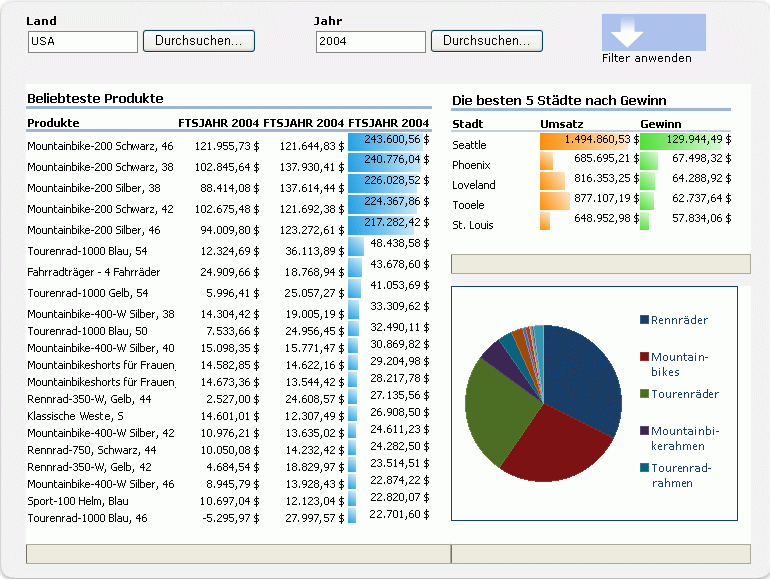 Land
Jahr
USA
Durchsuchen...
2004
Durchsuchen...
Filter anwenden
Beliebteste Produkte
Produkte FTSJAHR 2004 FTSJAHR 2004 FTSJAHR 2004
Mountainbike-200 Schwarz, 46 121.955,73 $ 121.644,83 $ 243.600,56 $
Mountainbike-200 Schwarz, 38 102.845,64 $ 137.930,41 $ 240.776,04 $
Mountainbike-200 Silber, 38 88.414,08 $ 137.614,44 $ 226.028,52 $
Mountainbike-200 Schwarz, 42 102.675,48 $ 121.692,38 $ 224.367,86 $
Mountainbike-200 Silber, 46 94.009,80 $ 123.272,61 $ 217.282,42 $
Tourenrad-1000 Blau, 54 12.324,69 $ 36.113,89 $ 48.438,58 $
Fahrradträger - 4 Fahrräder 24.909,66 $ 18.768,94 $ 43.678,60 $
Tourenrad-1000 Gelb, 54 5.996,41 $ 25.057,27 $ 41.053,69 $
Mountainbike-400-W Silber, 38 14.304,42 $ 19.005,19 $ 33.309,62 $
Tourenrad-1000 Blau, 50 7.533,66 $ 24.956,45 $ 32.490,11 $
Mountainbike-400-W Silber, 40 15.098,35 $ 15.771,47 $ 30.869,82 $
Mountainbikeshorts für Frauen, 14.582,85 $ 14.622,16 $ 29.204,98 $
Mountainbikeshorts für Frauen, 14.673,36 $ 13.544,42 $ 28.217,78 $
Rennrad-350-W, Gelb, 44 2.527,00 $ 24.608,57 $ 27.135,56 $
Klassische Weste, S 14.601,01 $ 12.307,49 $ 26.908,50 $
Mountainbike-400-W Silber, 42 10.976,21 $ 13.635,02 $ 24.611,23 $
Rennrad-750, Schwarz, 44 10.050,08 $ 14.232,42 $ 24.282,50 $
Rennrad-350-W, Gelb, 42 4.684,54 $ 18.829,97 $ 23.514,51 $
Mountainbike-400-W Silber, 46 8.945,79 $ 13.928,43 $ 22.874,22 $
Sport-100 Helm, Blau 10.697,04 $ 12.123,04 $ 22.820,07 $
Tourenrad-1000 Blau, 46 -5.295,97 $ 27.997,57 $ 22.701,60 $
Die besten 5 Städte nach Gewinn
Stadt Umsatz Gewinn
Seattle 1.494.860,53 $ 129.944,49 $
Phoenix 685.695,21 $ 67.498,32 $
Loveland 816.353,25 $ 64.288,92 $
Tooele 877.107,19 $ 62.737,64 $
St. Louis 648.952,98 $ 57.834,06 $
Rennräder
Mountain-
bikes
Tourenräder
Mountainbi-
kerahmen
Tourenrad-
rahmen